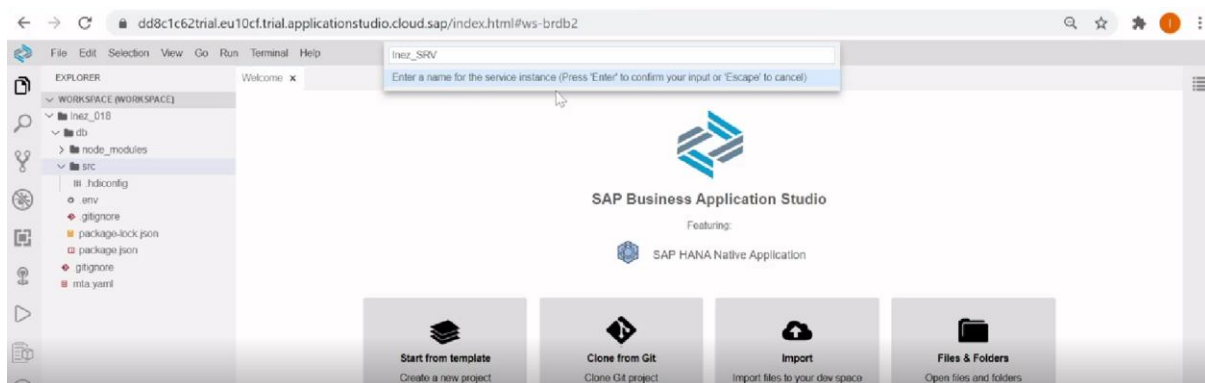 dd8c1c62trial.eu10cf.trial.applicationstudio.cloud.sap/index.html#ws-brdb2
File Edit Selection View Go Run Terminal Help
Inez_SRV
Enter a name for the service instance (Press 'Enter' to confirm your input or 'Escape' to cancel)
EXPLORER
Welcome
WORKSPACE (WORKSPACE)
Inez_018
db
node_modules
src
.hdiconfig
.env
.gitignore
package-lock.json
package.json
.gitignore
mta.yaml
SAP Business Application Studio
Featuring:
SAP HANA Native Application
Start from template
Create a new project
Clone from Git
Clone Git project
Import
Import files to your dev space
Files & Folders
Open files and folders
I